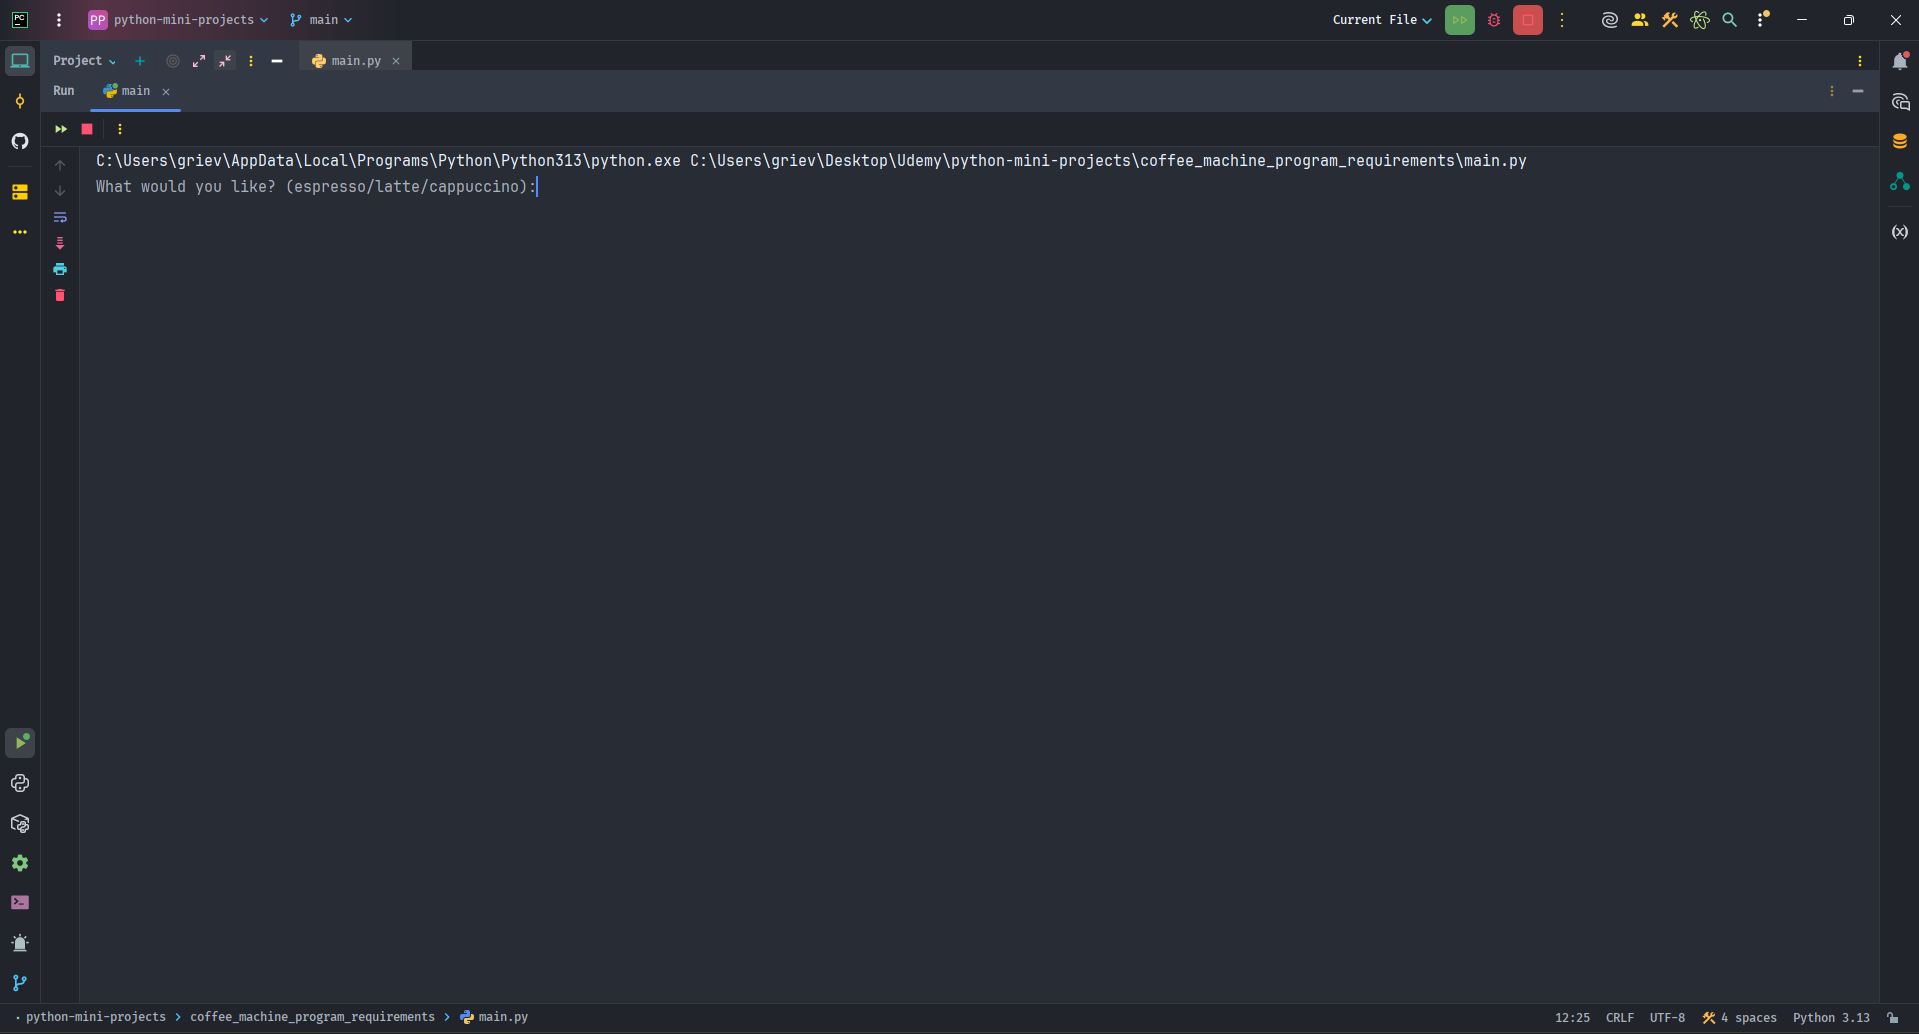 PC
PP python-mini-projects main
Current File
Project main.py
Run main
C:\Users\griev\AppData\Local\Programs\Python\Python313\python.exe C:\Users\griev\Desktop\Udemy\python-mini-projects\coffee_machine_program_requirements\main.py
What would you like? (espresso/latte/cappuccino):
(x)
python-mini-projects > coffee_machine_program_requirements > main.py
12:25 CRLF UTF-8 4 spaces Python 3.13